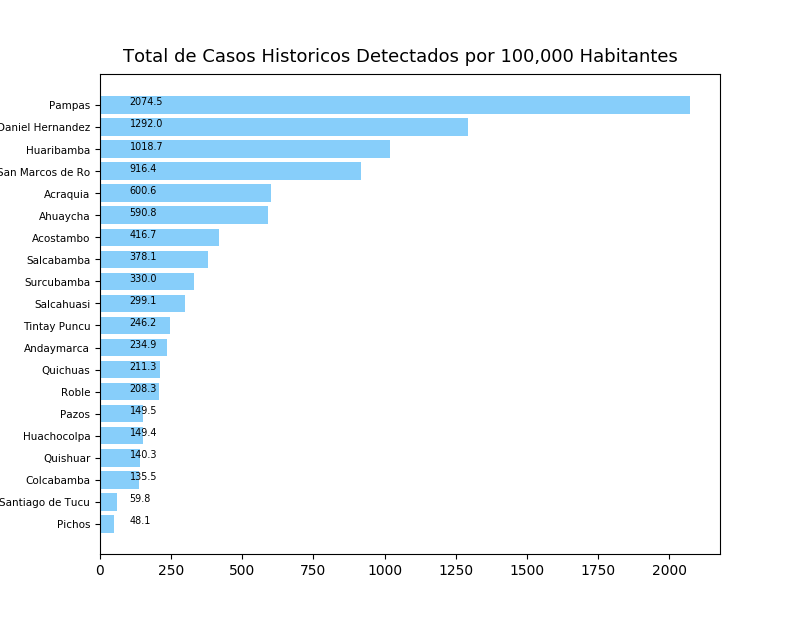 Total de Casos Historicos Detectados por 100,000 Habitantes
Pampas 2074.5
Daniel Hernandez 1292.0
Huaribamba 1018.7
San Marcos de Ro 916.4
Acraquia 600.6
Ahuaycha 590.8
Acostambo 416.7
Salcabamba 378.1
Surcubamba 330.0
Salcahuasi 299.1
Tintay Puncu 246.2
Andaymarca 234.9
Quichuas 211.3
Roble 208.3
Pazos 149.5
Huachocolpa 149.4
Quishuar 140.3
Colcabamba 135.5
Santiago de Tucu 59.8
Pichos 48.1
0 250 500 750 1000 1250 1500 1750 2000